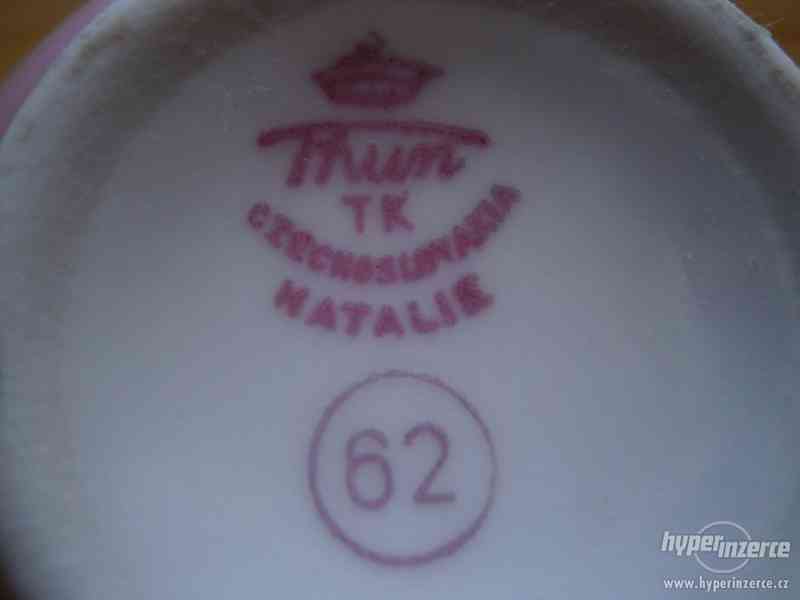 Thun
TK
CZECHOSLOVAKIA
NATALIE
62
hyperinzerce
www.hyperinzerce.cz